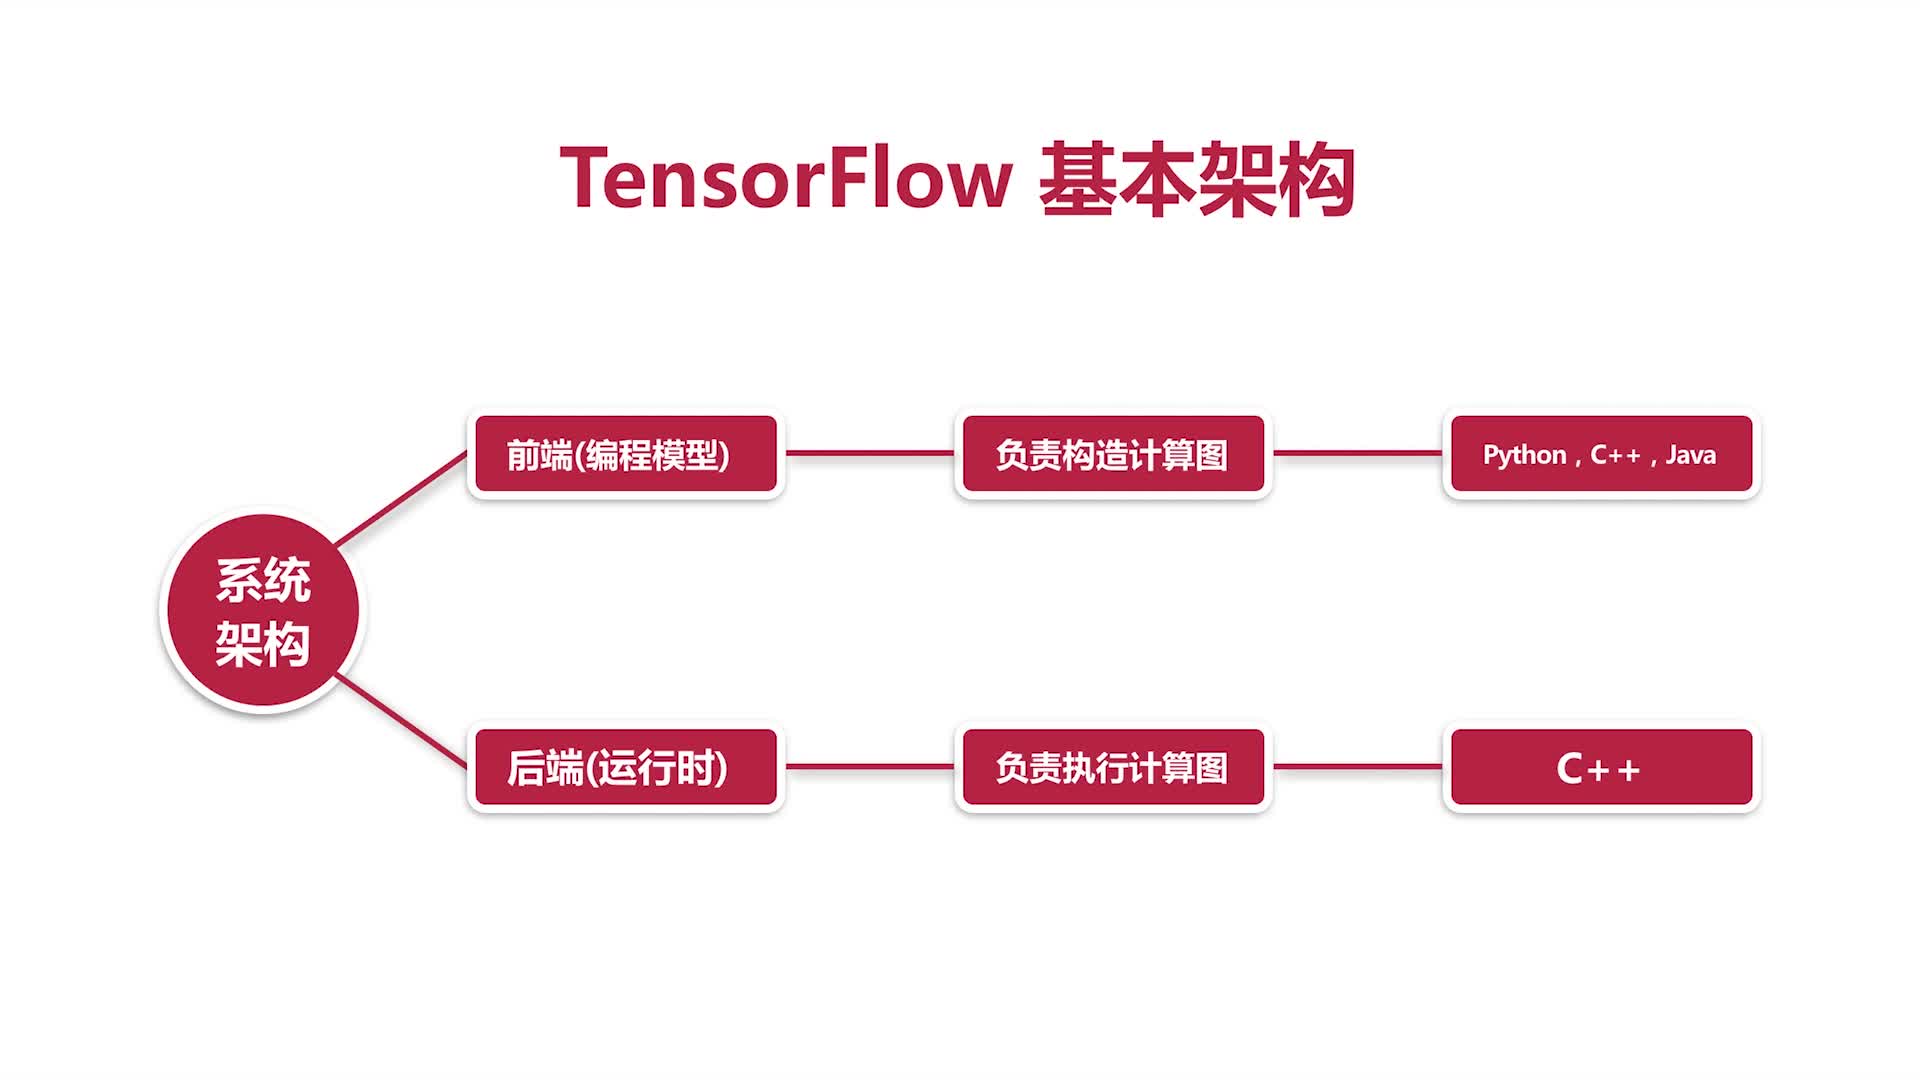 TensorFlow 基本架构
系统
架构
前端(编程模型)
负责构造计算图
Python，C++，Java
后端(运行时)
负责执行计算图
C++